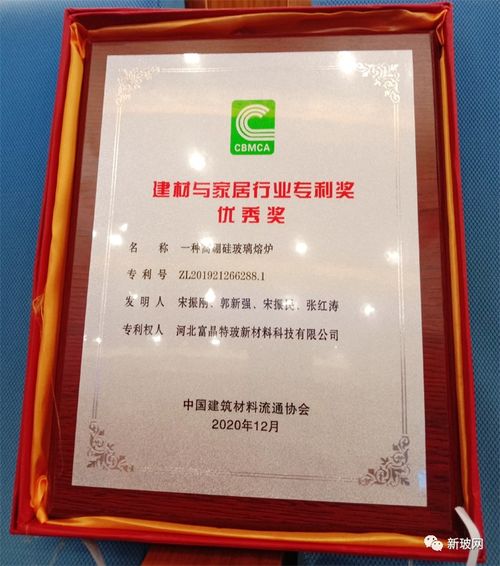 CBMCA
建材与家居行业专利奖
优秀奖
名 称 一种高硼硅玻璃熔炉
专利号 ZL201921266288.1
发明人 宋振刚、郭新强、宋振民、张红涛
专利权人 河北富晶特玻新材料科技有限公司
中国建筑材料流通协会
2020年12月
新玻网